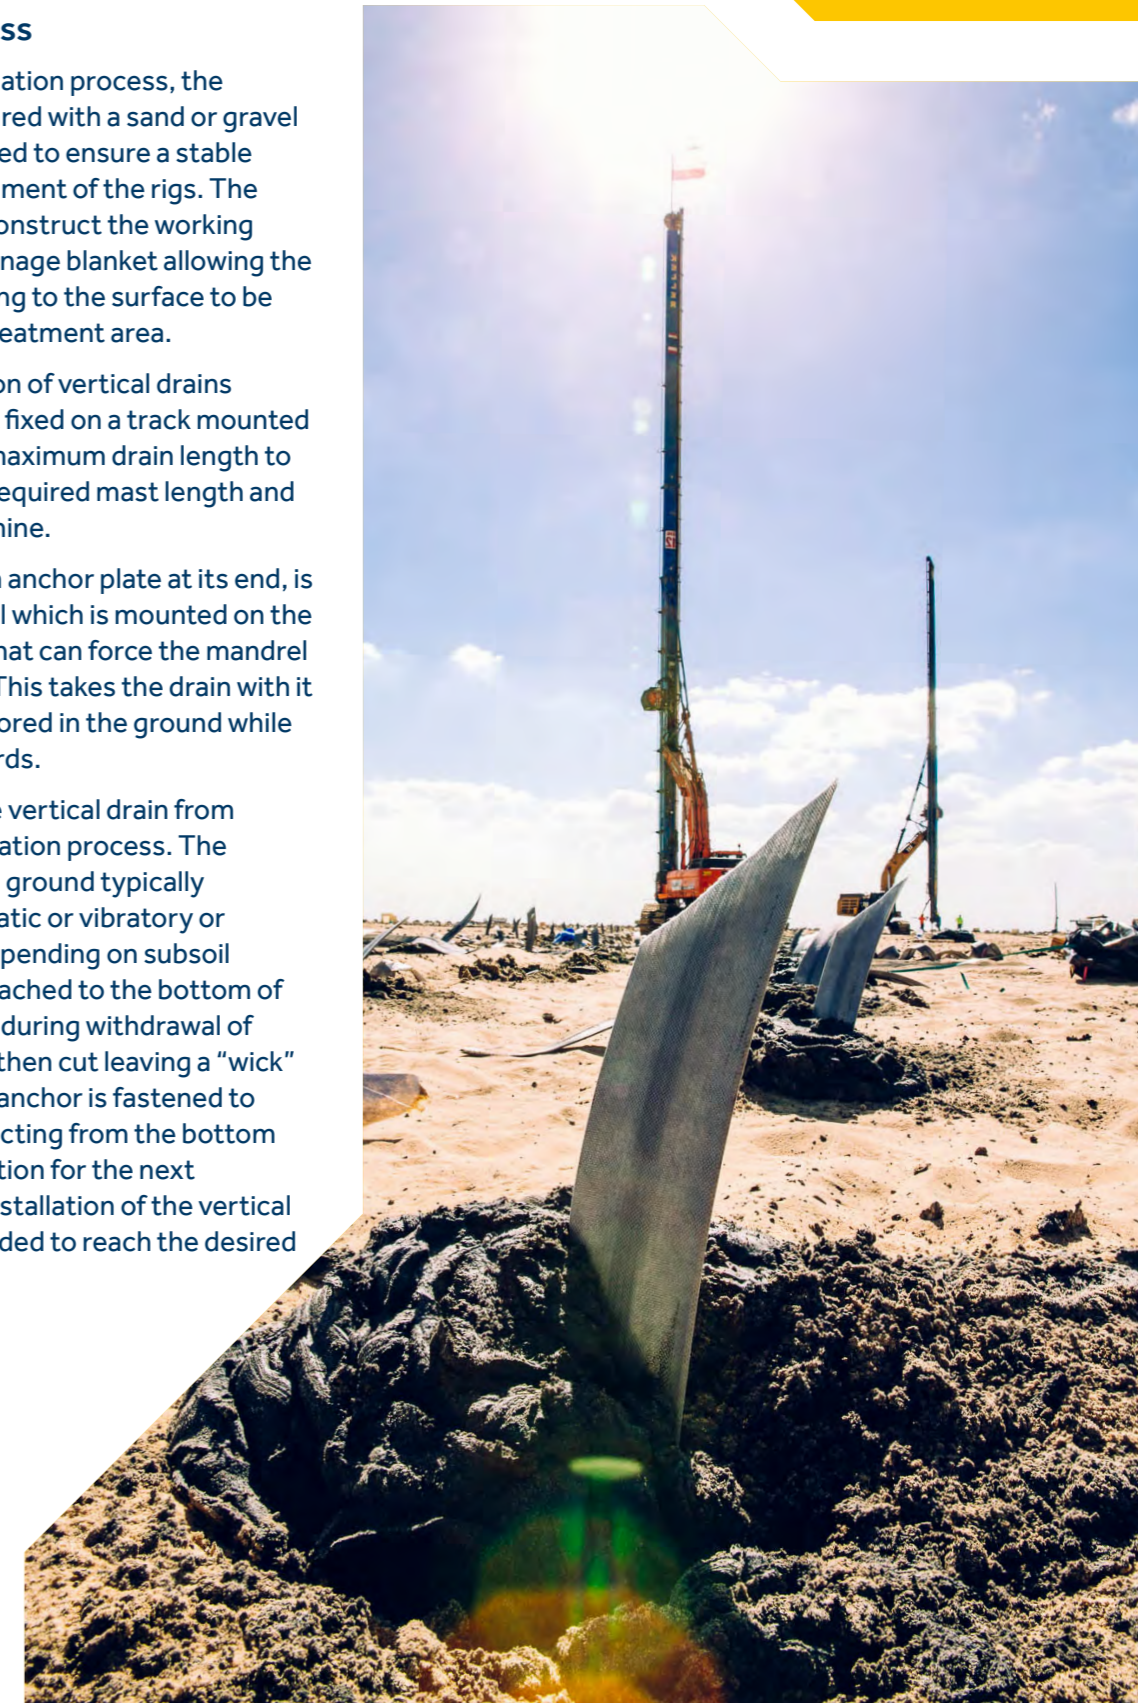 ss
ation process, the
red with a sand or gravel
ed to ensure a stable
ment of the rigs. The
onstruct the working
nage blanket allowing the
ng to the surface to be
reatment area.
on of vertical drains
fixed on a track mounted
maximum drain length to
equired mast length and
hine.
n anchor plate at its end, is
l which is mounted on the
hat can force the mandrel
This takes the drain with it
ored in the ground while
rds.
e vertical drain from
ation process. The
ground typically
atic or vibratory or
pending on subsoil
ached to the bottom of
during withdrawal of
then cut leaving a “wick”
anchor is fastened to
cting from the bottom
tion for the next
stallation of the vertical
ded to reach the desired